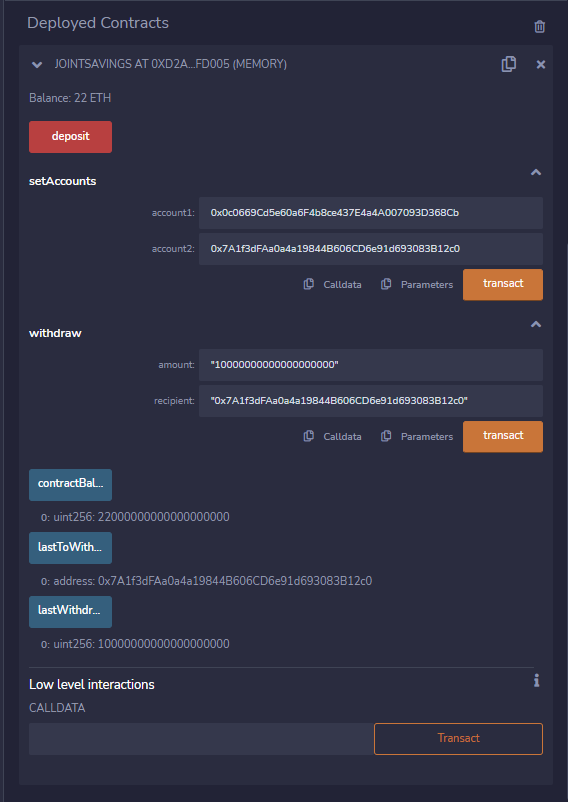 Deployed Contracts
JOINTSAVINGS AT 0XD2A...FD005 (MEMORY)
Balance: 22 ETH
deposit
setAccounts
account1: 0x0c0669Cd5e60a6F4b8ce437E4a4A007093D368Cb
account2: 0x7A1f3dFAa0a4a19844B606CD6e91d693083B12c0
Calldata Parameters transact
withdraw
amount: "10000000000000000000"
recipient: "0x7A1f3dFAa0a4a19844B606CD6e91d693083B12c0"
Calldata Parameters transact
contractBal...
0: uint256: 22000000000000000000
lastToWith...
0: address: 0x7A1f3dFAa0a4a19844B606CD6e91d693083B12c0
lastWithdr...
0: uint256: 10000000000000000000
Low level interactions
CALLDATA
Transact